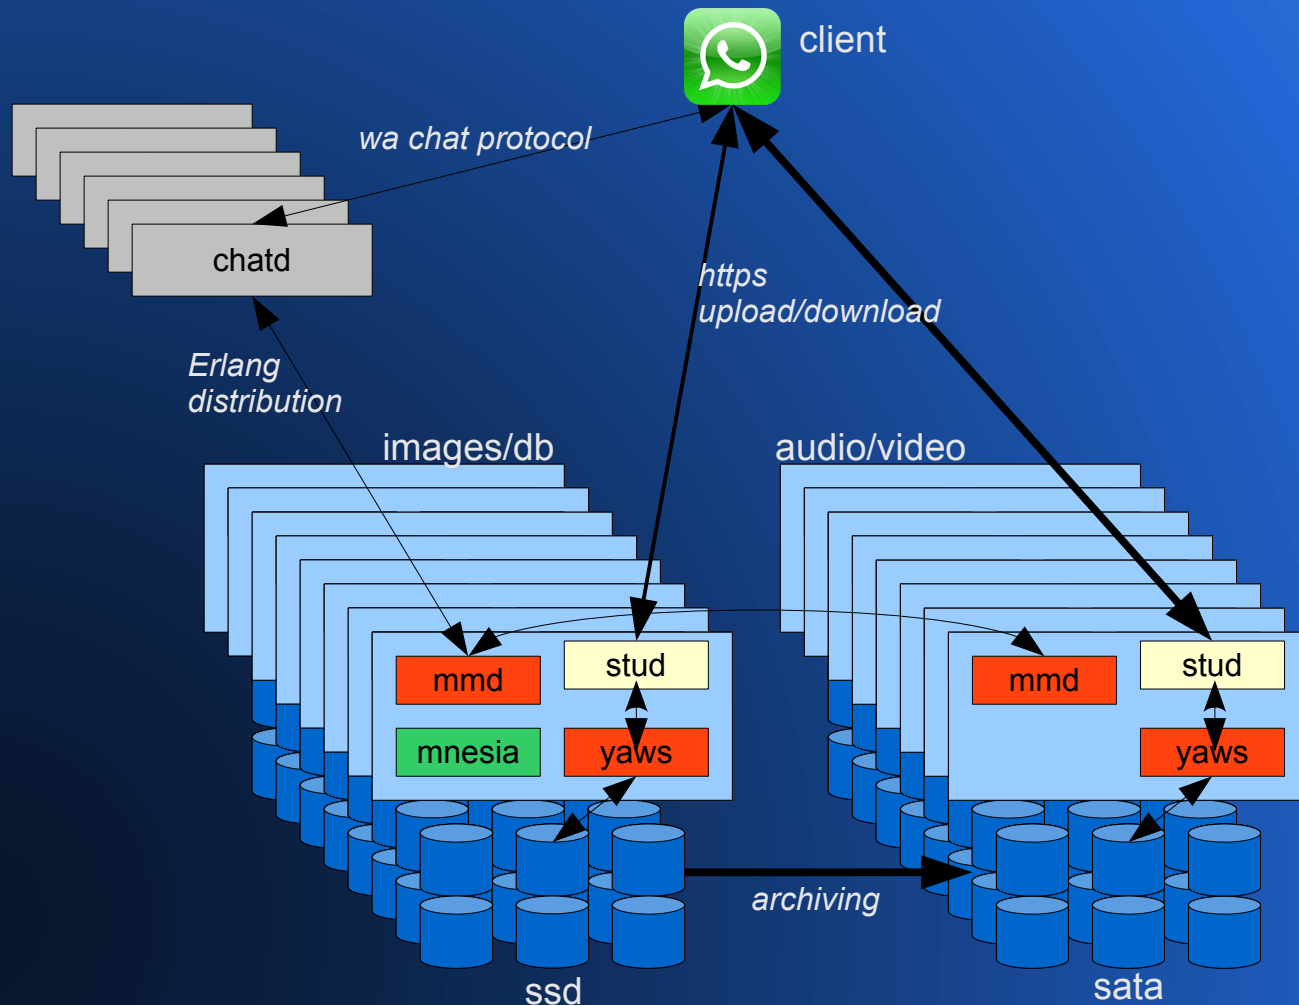 client
wa chat protocol
chatd
https
upload/download
Erlang
distribution
images/db
audio/video
mmd
stud
mnesia
yaws
mmd
stud
yaws
archiving
ssd
sata